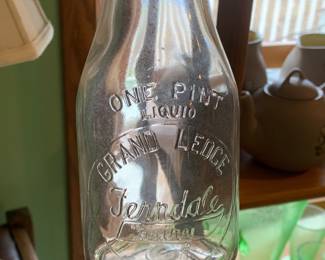 ONE PINT
LIQUID
GRAND LEDGE
Ferndale